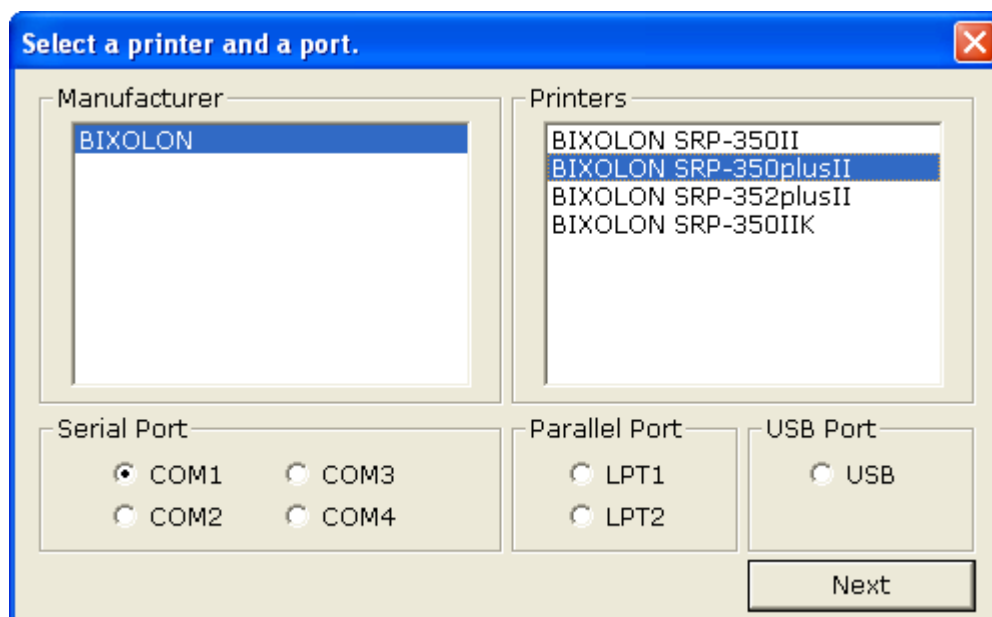 Select a printer and a port.
Manufacturer
BIXOLON
Printers
BIXOLON SRP-350II
BIXOLON SRP-350plusII
BIXOLON SRP-352plusII
BIXOLON SRP-350IIK
Serial Port
COM1
COM3
COM2
COM4
Parallel Port
LPT1
LPT2
USB Port
USB
Next